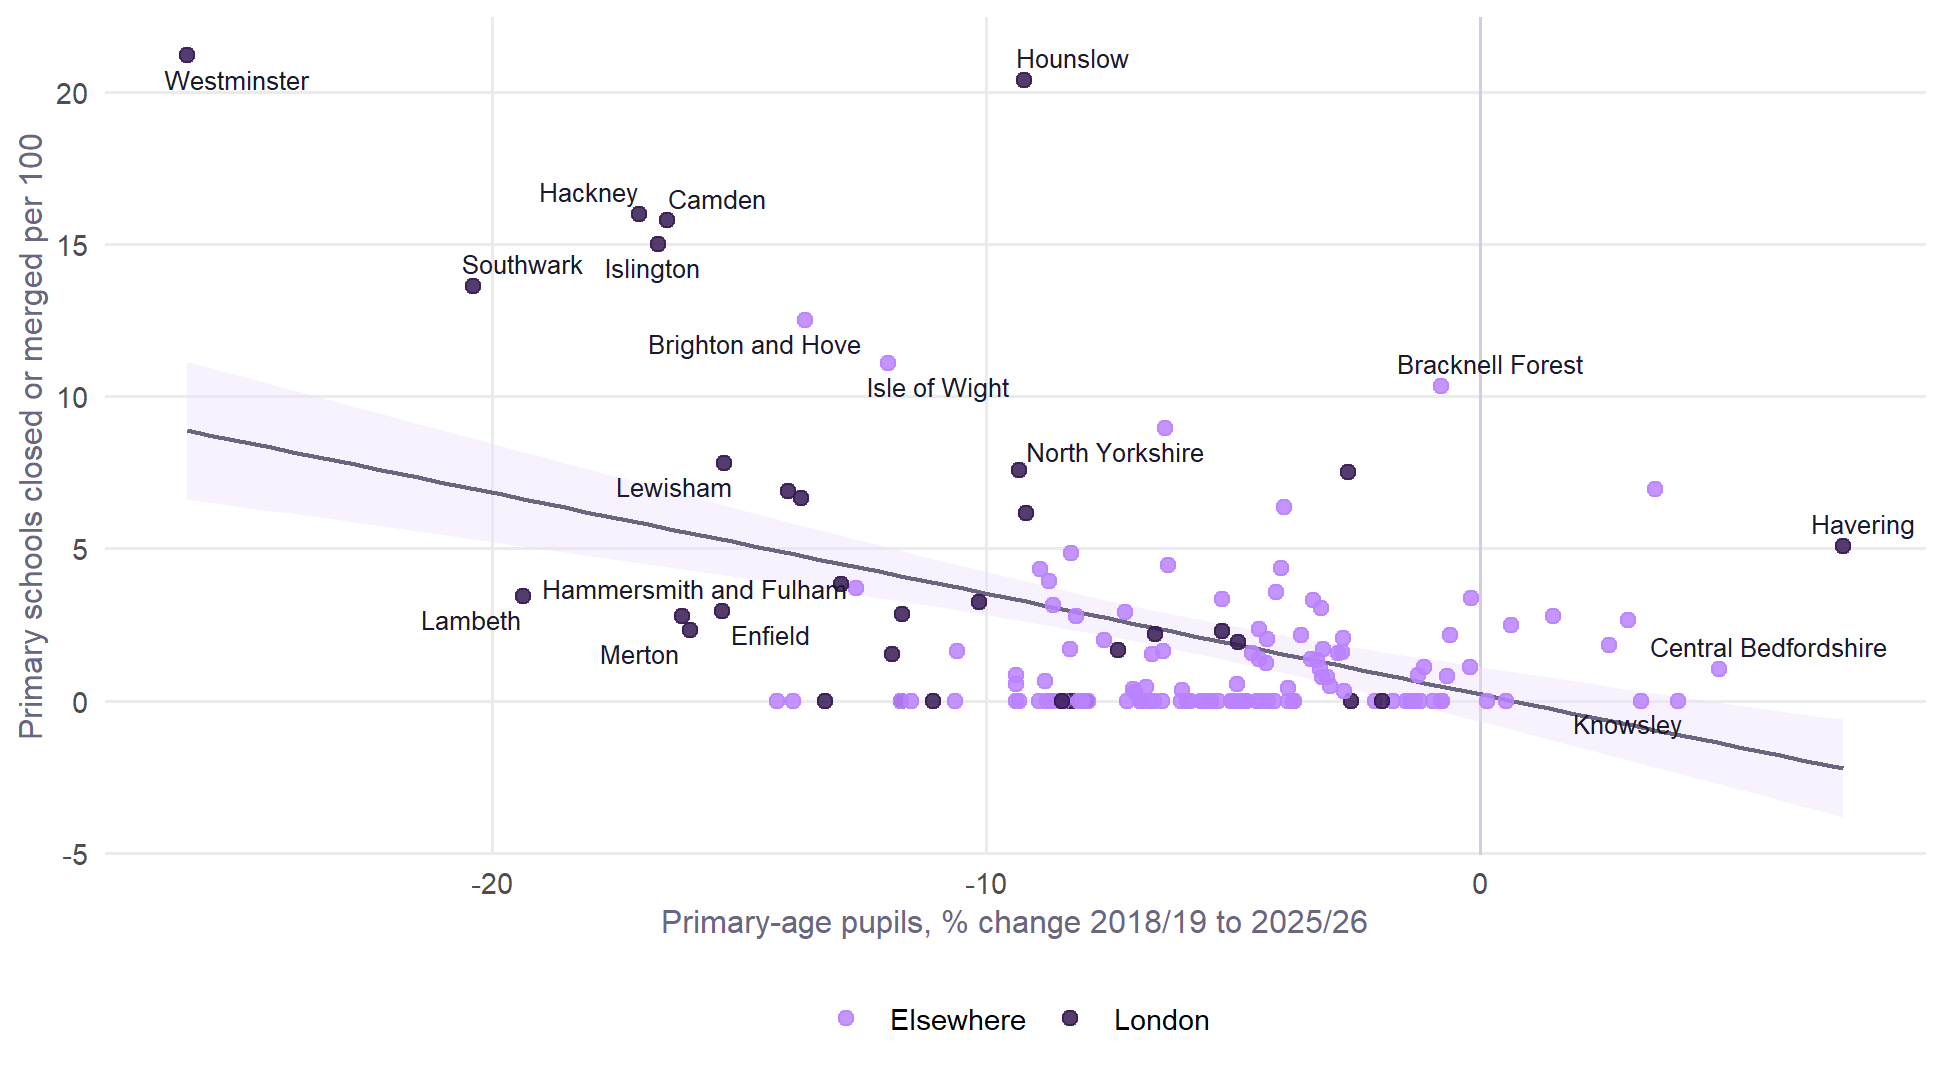 Westminster
Hounslow
20
Hackney
Camden
15
Southwark
Islington
Brighton and Hove
Bracknell Forest
Isle of Wight
10
North Yorkshire
Lewisham
Havering
5
Hammersmith and Fulham
Lambeth
Enfield
Merton
Central Bedfordshire
0
Knowsley
-5
Primary schools closed or merged per 100
-20
-10
0
Primary-age pupils, % change 2018/19 to 2025/26
Elsewhere
London